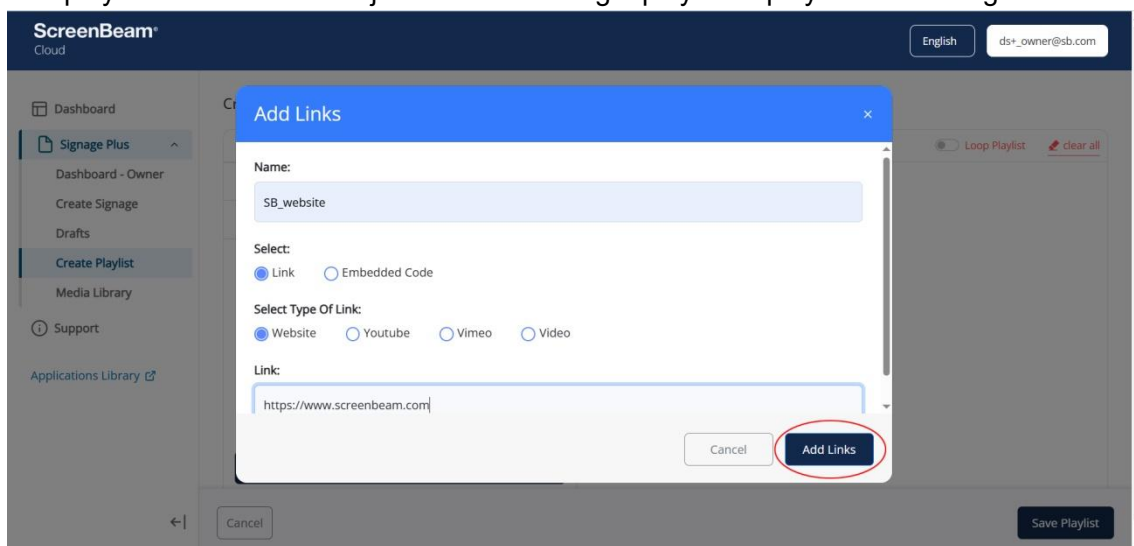 ScreenBeam®
Cloud
English
ds+_owner@sb.com
Dashboard
Signage Plus
Dashboard - Owner
Create Signage
Drafts
Create Playlist
Media Library
Support
Applications Library
Add Links
×
Loop Playlist
clear all
Name:
SB_website
Select:
Link Embedded Code
Select Type Of Link:
Website Youtube Vimeo Video
Link:
https://www.screenbeam.com
Cancel Add Links
Cancel
Save Playlist